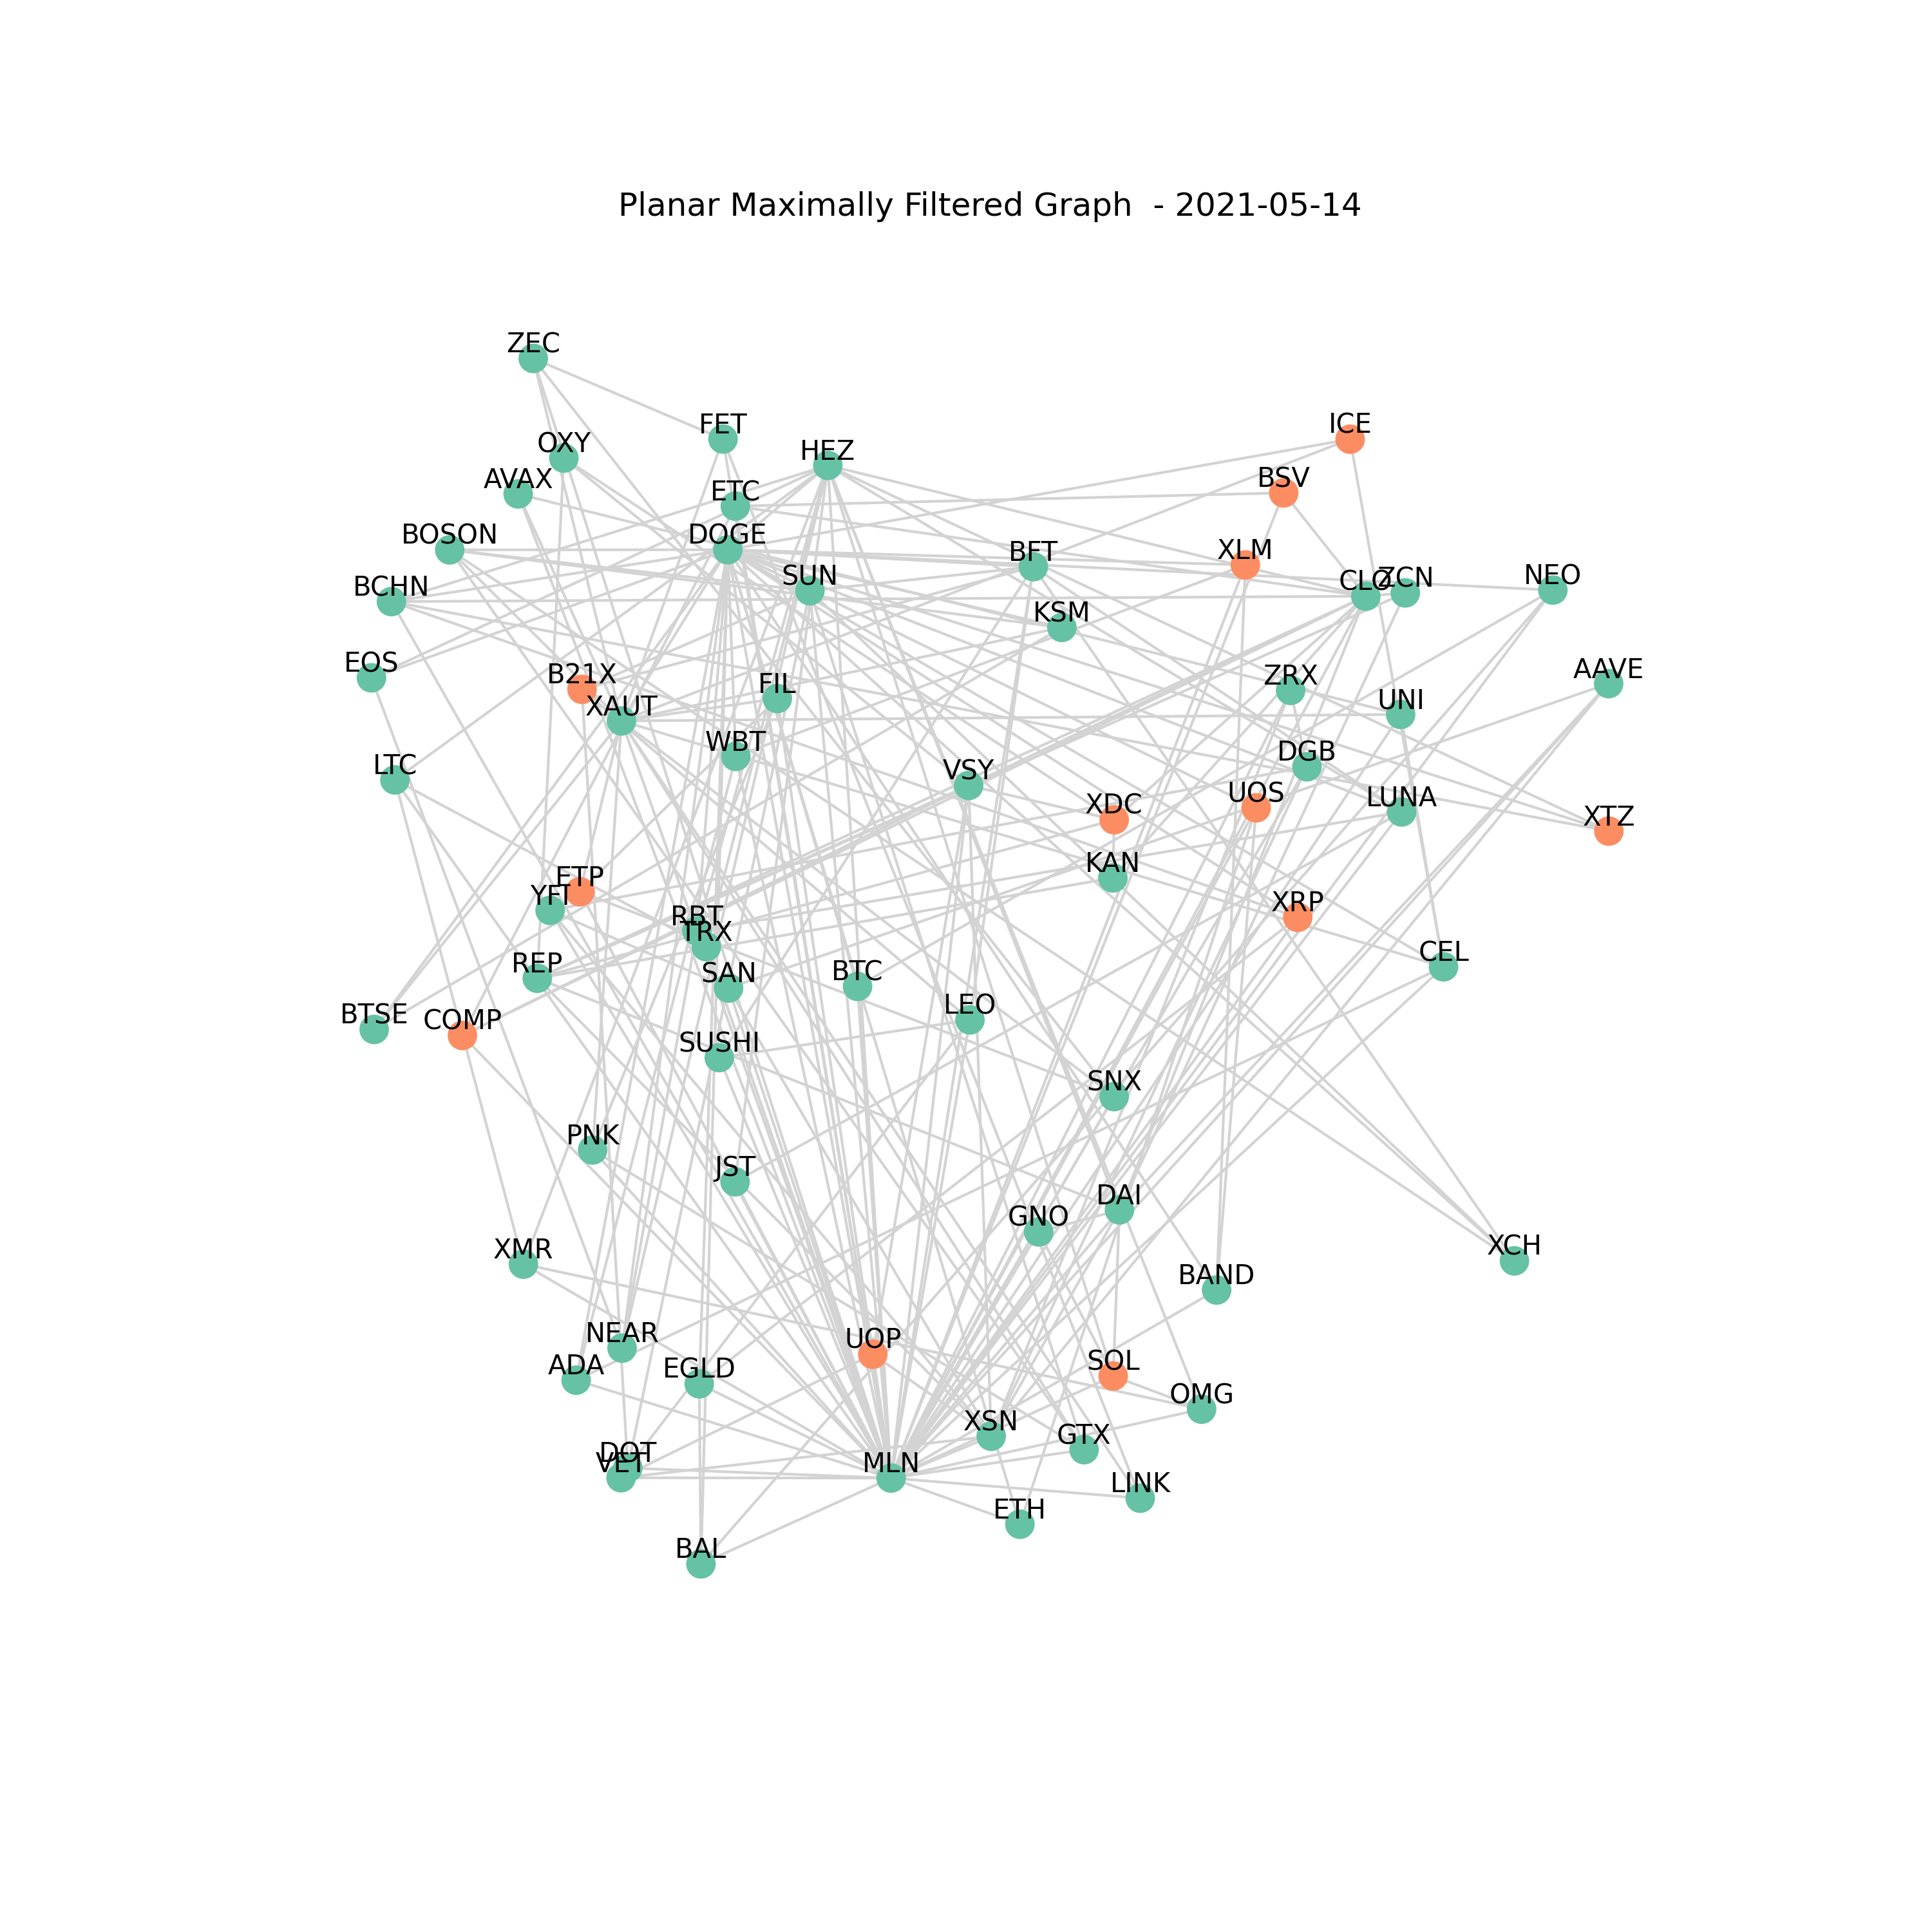 Planar Maximally Filtered Graph  - 2021-05-14
ZEC
FET
ICE
OXY
HEZ
AVAX
BSV
ETC
BOSON
DOGE
BFT
XLM
SUN
BCHN
CLO
ZCN
NEO
KSM
EOS
B21X
FIL
ZRX
AAVE
XAUT
UNI
WBT
DGB
LTC
VSY
UOS
LUNA
XDC
XTZ
KAN
FTP
YFI
XRP
RBT
TRX
REP
SAN
BTC
CEL
BTSE
COMP
LEO
SUSHI
SNX
PNK
JST
DAI
GNO
XMR
XCH
BAND
NEAR
UOP
ADA
EGLD
SOL
OMG
XSN
GTX
DOT
VET
MLN
LINK
ETH
BAL